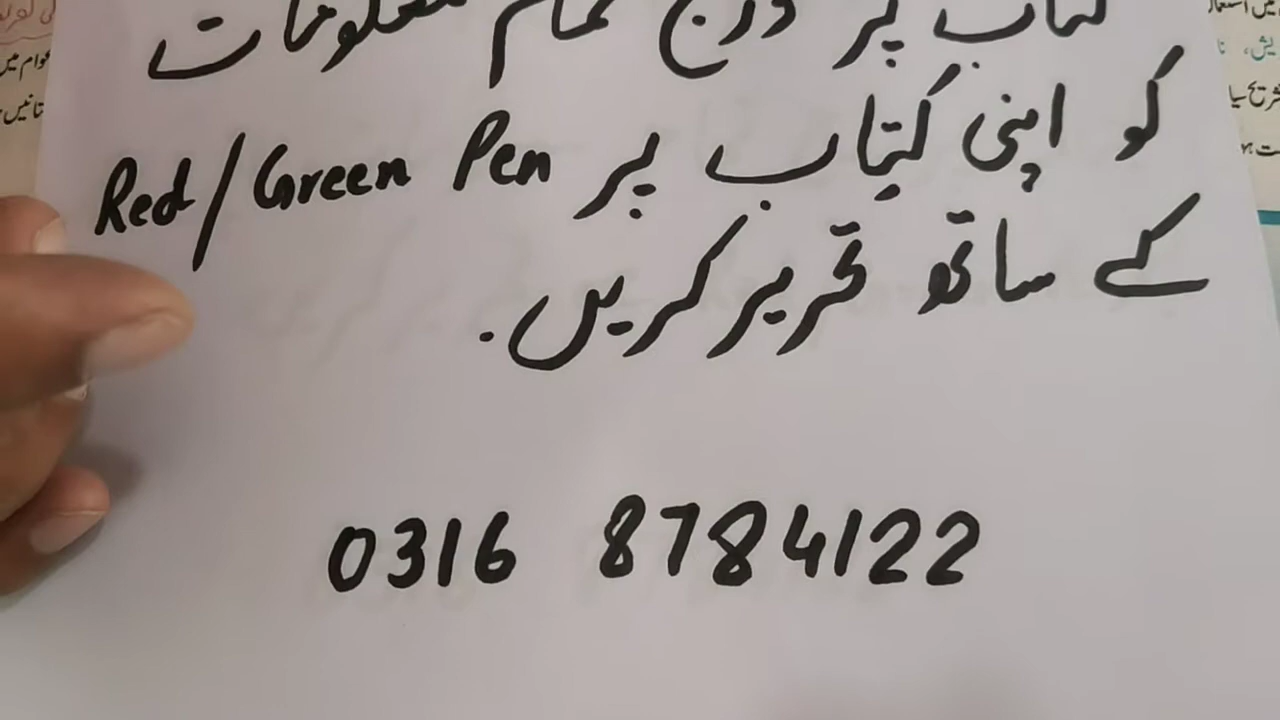 کتاب پر درج تمام معلومات
کو اپنی کتاب پر Red/Green Pen
کے ساتھ تحریر کریں.
0316 8784122